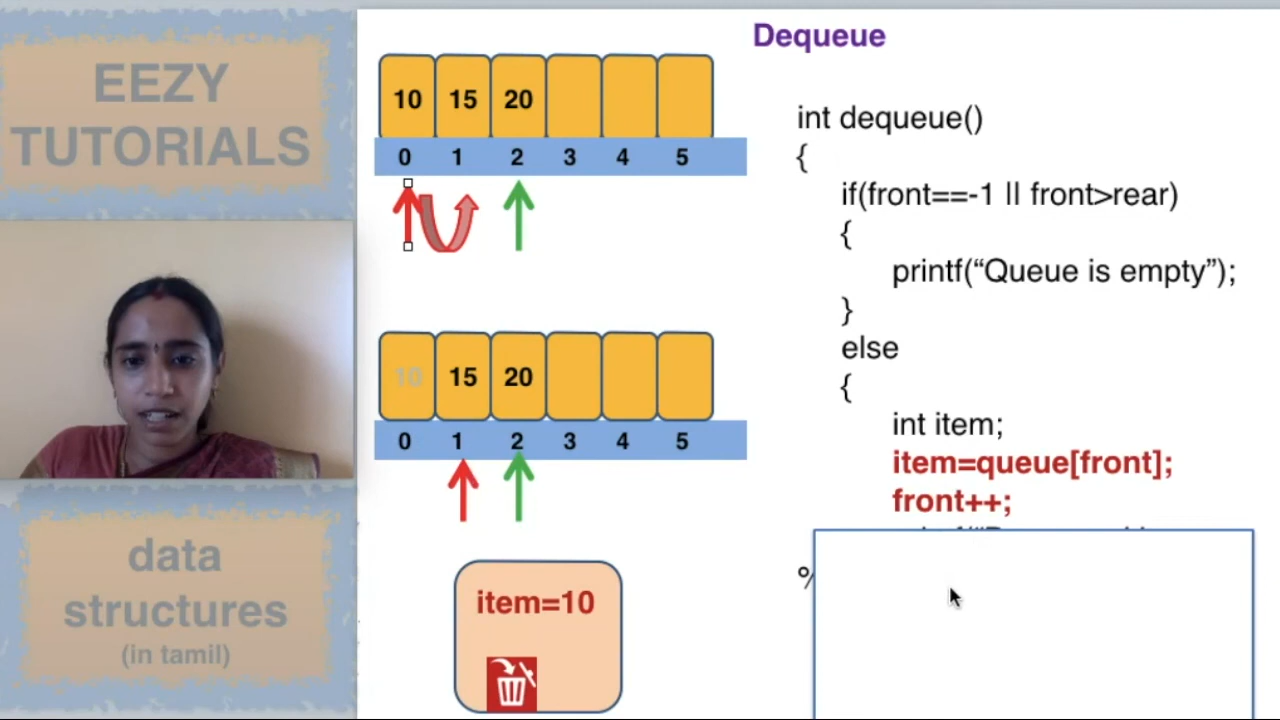 EEZY
TUTORIALS
data
structures
(in tamil)
10 15 20
0 1 2 3 4 5
10 15 20
0 1 2 3 4 5
item=10
Dequeue
int dequeue()
{
if(front==-1 || front>rear)
{
printf(“Queue is empty”);
}
else
{
int item;
item=queue[front];
front++;
%